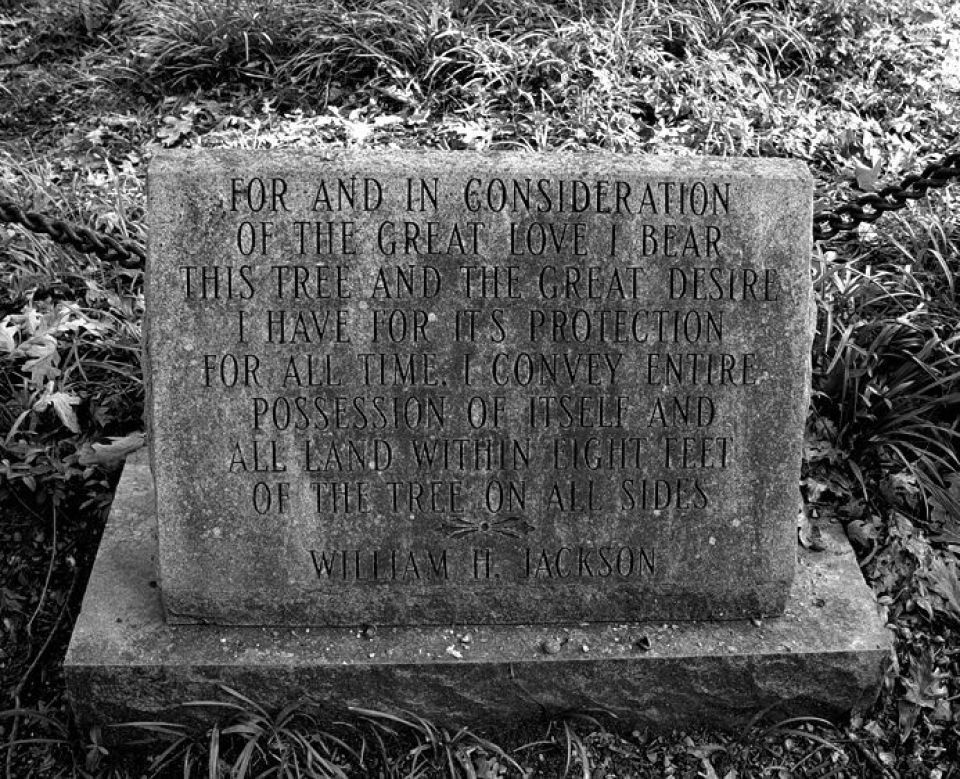 FOR AND IN CONSIDERATION
OF THE GREAT LOVE I BEAR
THIS TREE AND THE GREAT DESIRE
I HAVE FOR ITS PROTECTION
FOR ALL TIME, I CONVEY ENTIRE
POSSESSION OF ITSELF AND
ALL LAND WITHIN EIGHT FEET
OF THE TREE ON ALL SIDES
WILLIAM H. JACKSON